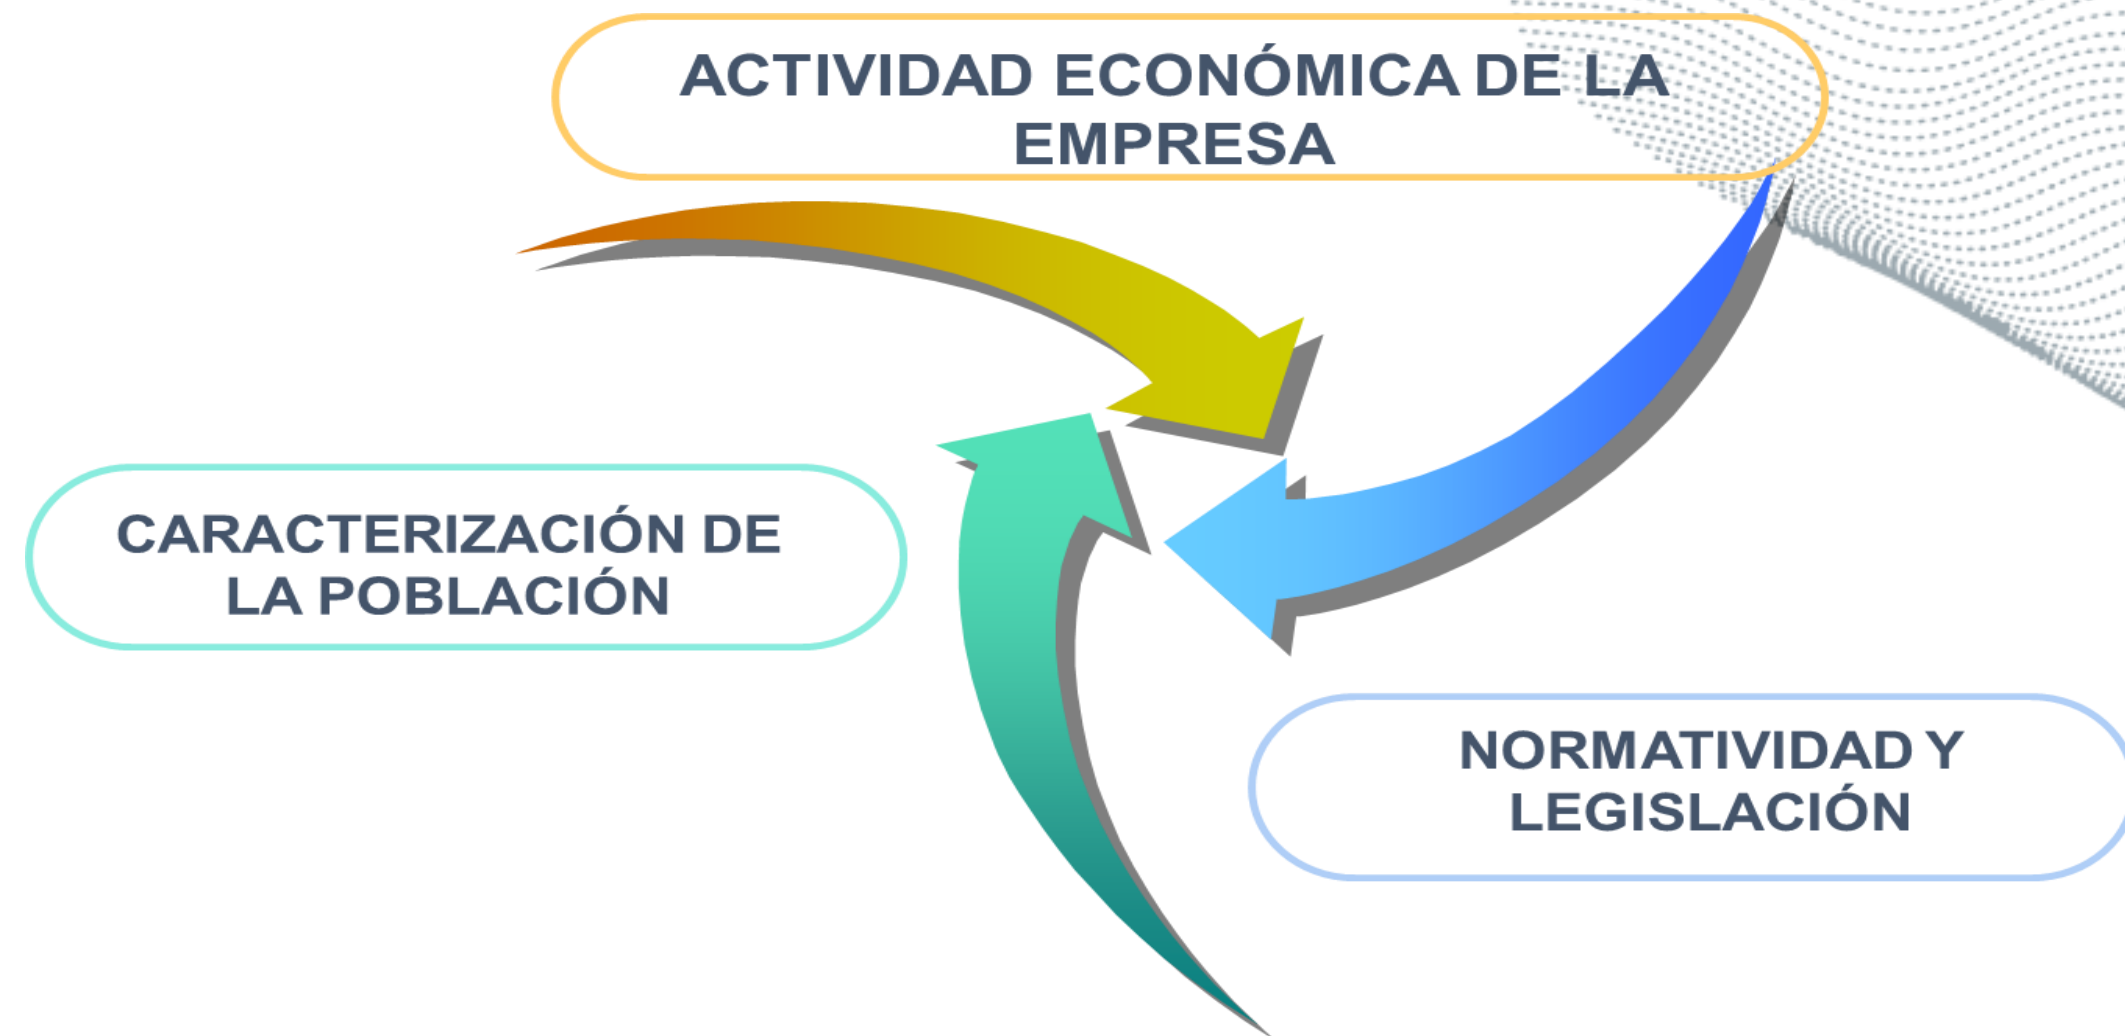 ACTIVIDAD ECONÓMICA DE LA
EMPRESA
CARACTERIZACIÓN DE
LA POBLACIÓN
NORMATIVIDAD Y
LEGISLACIÓN